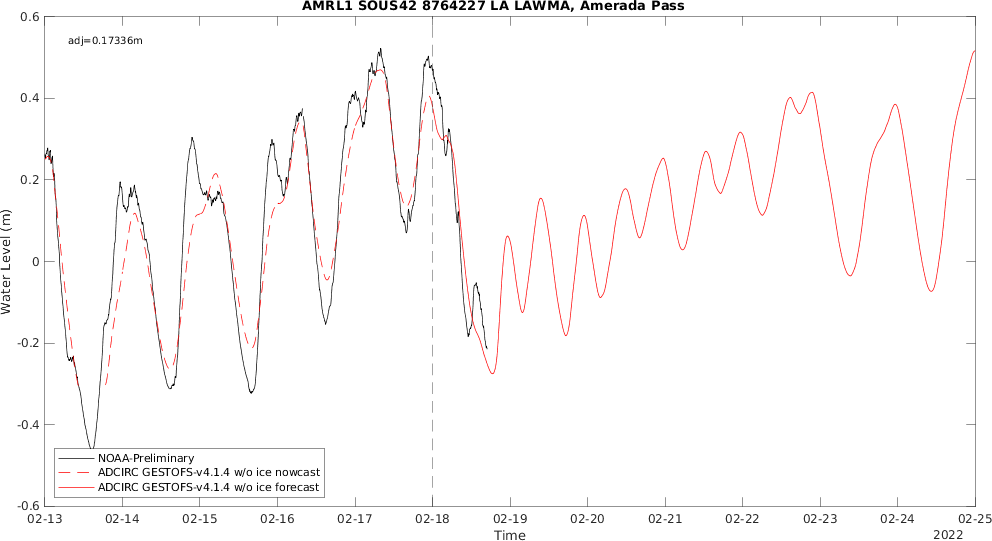 AMRL1 SOUS42 8764227 LA LAWMA, Amerada Pass
adj=0.17336m
0.6
0.4
0.2
0
-0.2
-0.4
-0.6
Water Level (m)
NOAA-Preliminary
ADCIRC GESTOFS-v4.1.4 w/o ice nowcast
ADCIRC GESTOFS-v4.1.4 w/o ice forecast
02-13 02-14 02-15 02-16 02-17 02-18 02-19 02-20 02-21 02-22 02-23 02-24 02-25
Time
2022